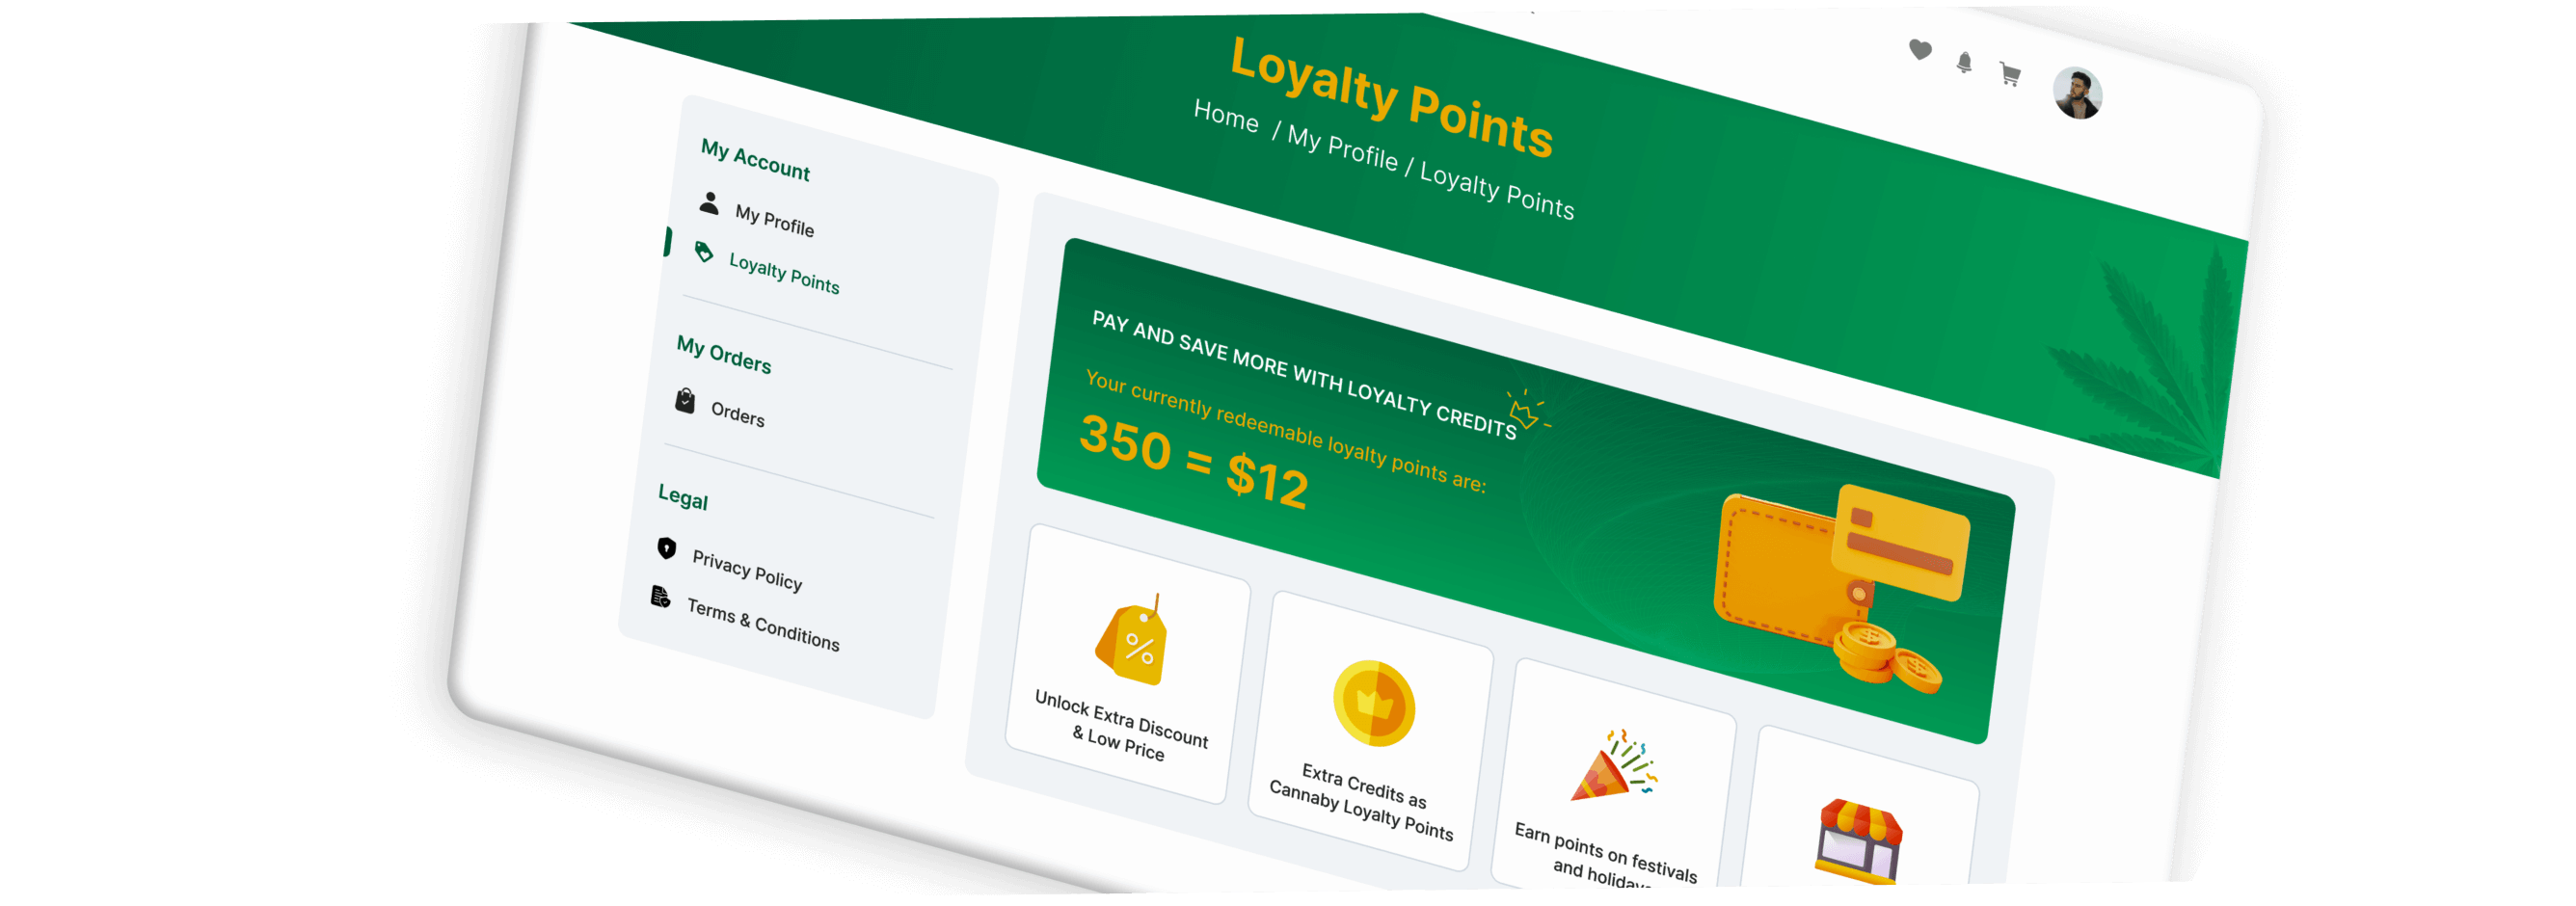 Loyalty Points
Home / My Profile / Loyalty Points
My Account
My Profile
Loyalty Points
My Orders
Orders
Legal
Privacy Policy
Terms & Conditions
PAY AND SAVE MORE WITH LOYALTY CREDITS
Your currently redeemable loyalty points are:
350 = $12
Unlock Extra Discount
& Low Price
Extra Credits as
Cannaby Loyalty Points
Earn points on festivals
and holidays